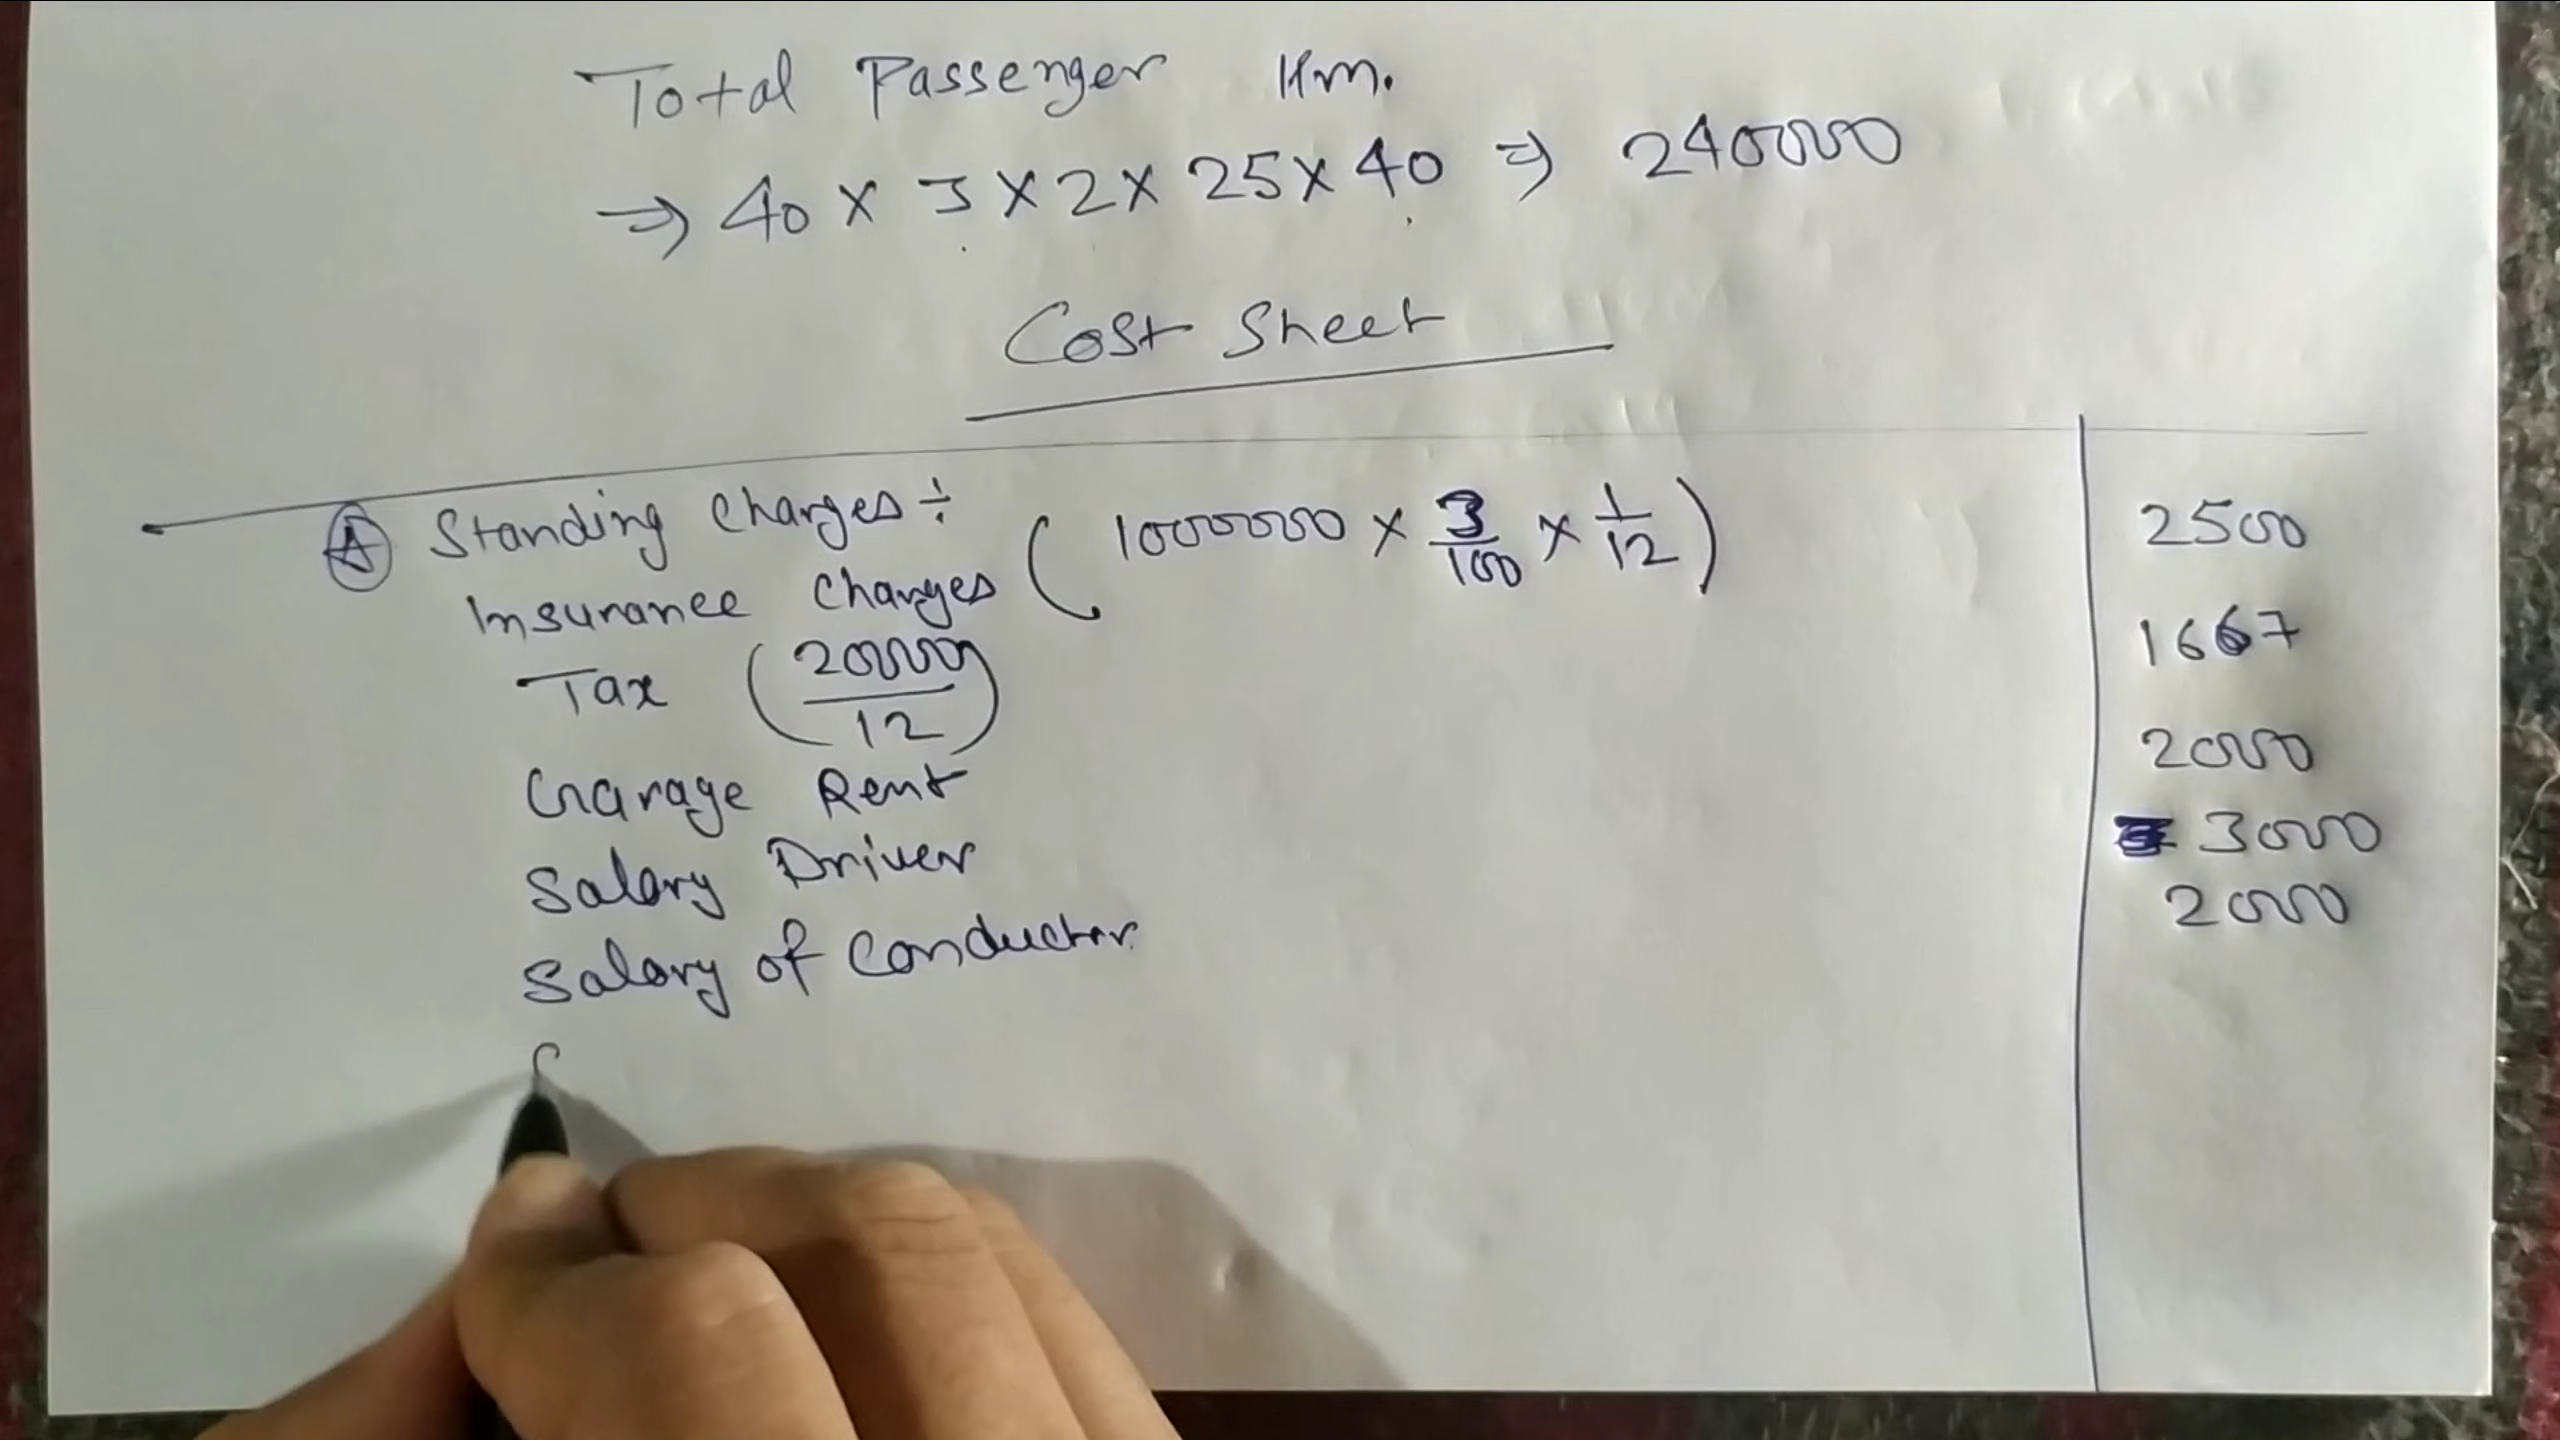 Total Passenger Km.
⇒ 40 × 3 × 2 × 25 × 40 ⇒ 240000
Cost Sheet
(A) Standing Charges ÷
Insurance Charges (1000000 × 3/100 × 1/12) 2500
Tax (20000/12) 1667
Garage Rent 2000
Salary Driver 3000
Salary of Conductor 2000